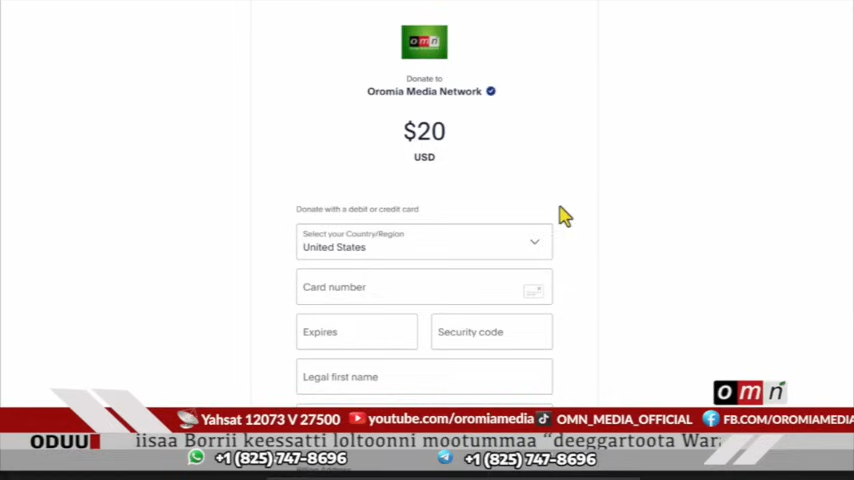 omn
Donate to
Oromia Media Network
$20
USD
Donate with a debit or credit card
Select your Country/Region
United States
Card number
Expires
Security code
Legal first name
omn
Yahsat 12073 V 27500 youtube.com/oromiamedia OMN_MEDIA_OFFICIAL FB.COM/OROMIAMEDIA
ODUU iisaa Borrii keessatti loltoonni mootummaa "deeggartoota Wara
+1 (825) 747-8696 +1 (825) 747-8696